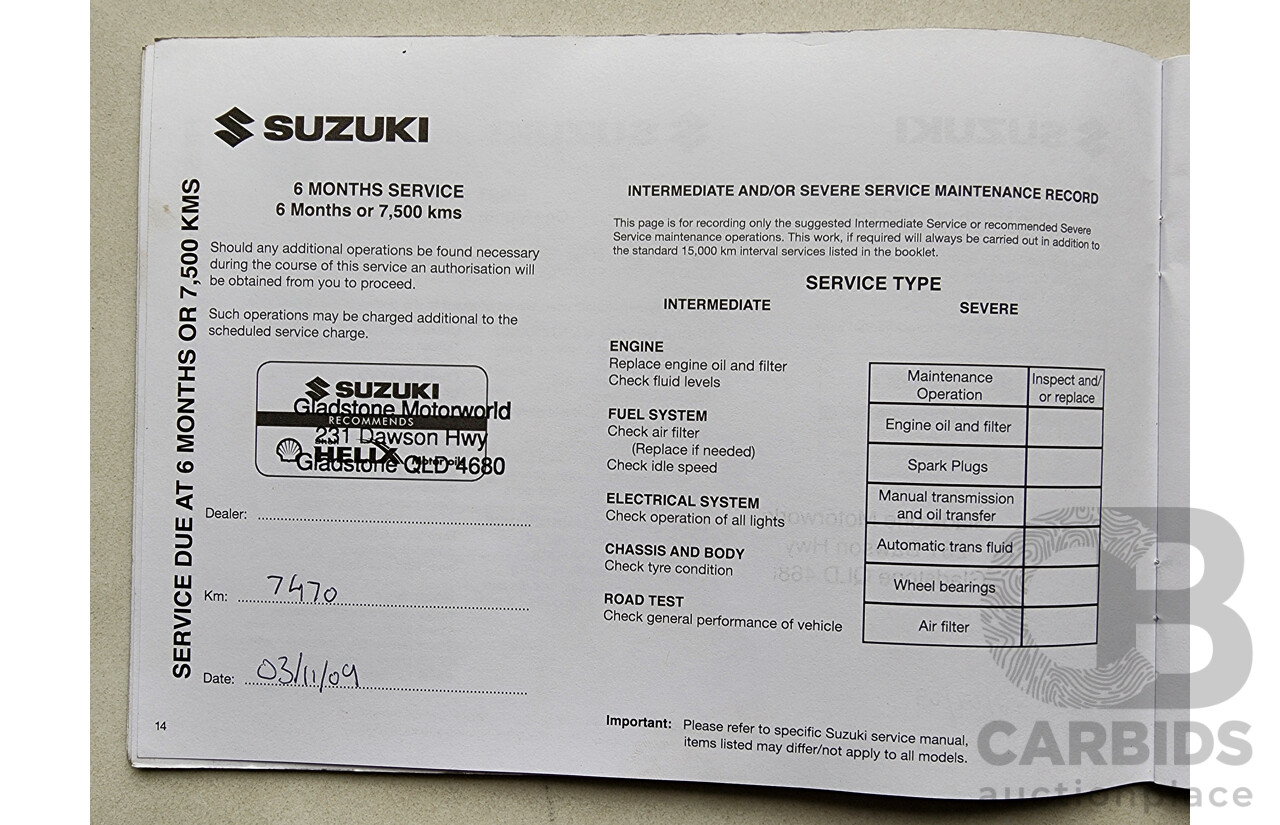 SUZUKI
SERVICE DUE AT 6 MONTHS OR 7,500 KMS
6 MONTHS SERVICE
6 Months or 7,500 kms
Should any additional operations be found necessary
during the course of this service an authorisation will
be obtained from you to proceed.
Such operations may be charged additional to the
scheduled service charge.
SUZUKI
Gladstone Motorworld
RECOMMENDS
231 Dawson Hwy
Shell
HELIX Motor oil
Gladstone QLD 4680
Dealer:
Km: 7470
Date: 03/11/09
14
INTERMEDIATE AND/OR SEVERE SERVICE MAINTENANCE RECORD
This page is for recording only the suggested Intermediate Service or recommended Severe
Service maintenance operations. This work, if required will always be carried out in addition to
the standard 15,000 km interval services listed in the booklet.
SERVICE TYPE
INTERMEDIATE
ENGINE
Replace engine oil and filter
Check fluid levels
FUEL SYSTEM
Check air filter
(Replace if needed)
Check idle speed
ELECTRICAL SYSTEM
Check operation of all lights
CHASSIS AND BODY
Check tyre condition
ROAD TEST
Check general performance of vehicle
SEVERE
Maintenance
Operation
Inspect and/
or replace
Engine oil and filter
Spark Plugs
Manual transmission
and oil transfer
Automatic trans fluid
Wheel bearings
Air filter
Important: Please refer to specific Suzuki service manual,
items listed may differ/not apply to all models.
CARBIDS
auctionplace